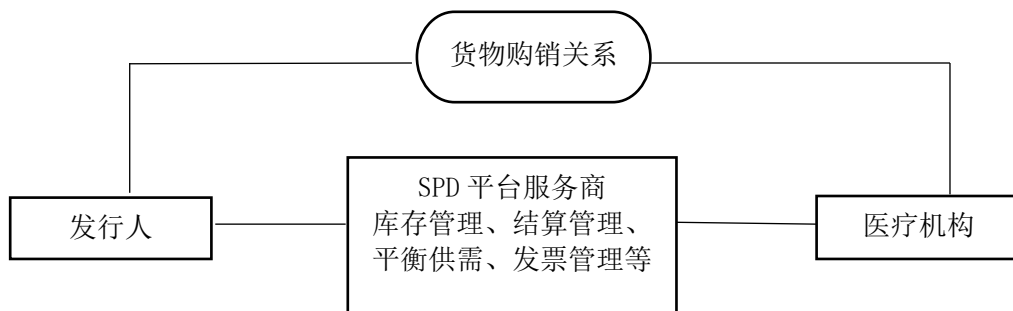 货物购销关系
SPD 平台服务商
库存管理、结算管理、
平衡供需、发票管理等
发行人
医疗机构